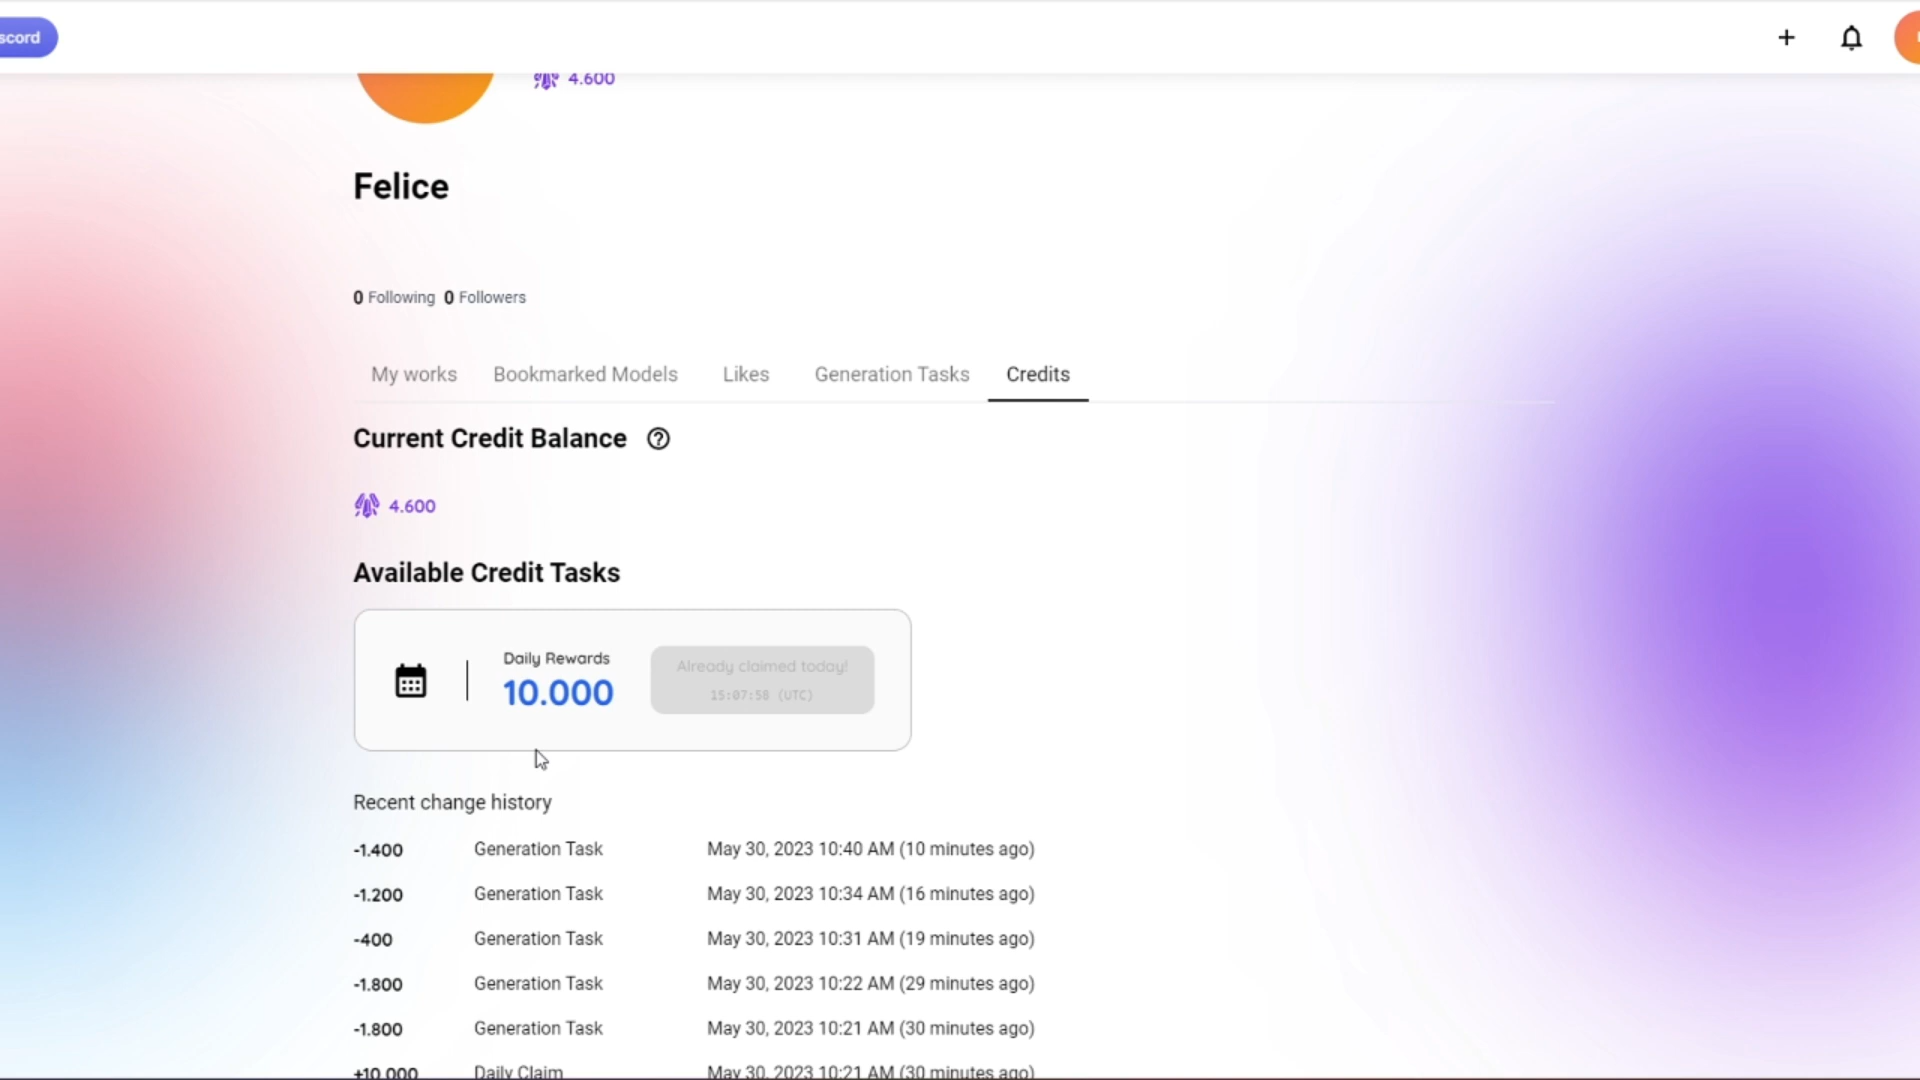 scord
4.600
Felice
0 Following 0 Followers
My works Bookmarked Models Likes Generation Tasks Credits
Current Credit Balance
4.600
Available Credit Tasks
Daily Rewards
10.000
Already claimed today!
15:07:58 (UTC)
Recent change history
-1.400 Generation Task May 30, 2023 10:40 AM (10 minutes ago)
-1.200 Generation Task May 30, 2023 10:34 AM (16 minutes ago)
-400 Generation Task May 30, 2023 10:31 AM (19 minutes ago)
-1.800 Generation Task May 30, 2023 10:22 AM (29 minutes ago)
-1.800 Generation Task May 30, 2023 10:21 AM (30 minutes ago)
+10.000 Daily Claim May 30, 2023 10:21 AM (30 minutes ago)